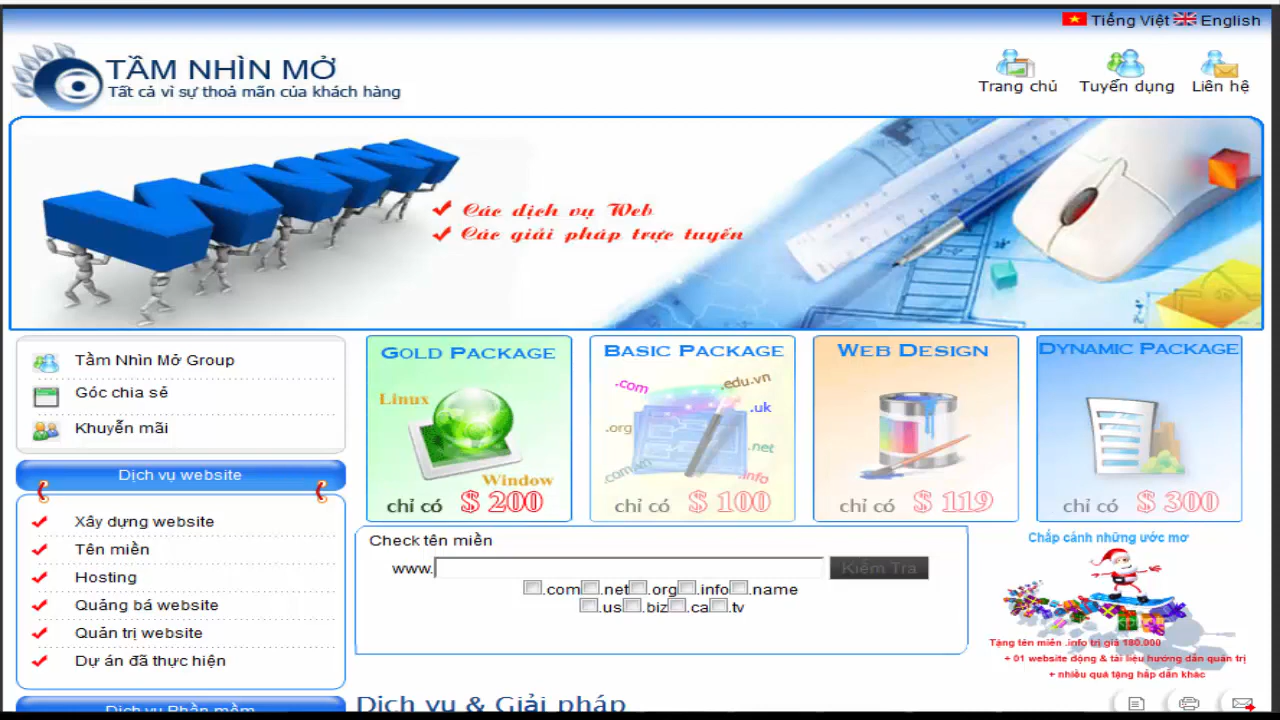 Tiếng Việt English
TẦM NHÌN MỞ
Tất cả vì sự thoả mãn của khách hàng
Trang chủ Tuyển dụng Liên hệ
Các dịch vụ Web
Các giải pháp trực tuyến
Tầm Nhìn Mở Group
Góc chia sẻ
Khuyến mãi
Dịch vụ website
Xây dựng website
Tên miền
Hosting
Quảng bá website
Quản trị website
Dự án đã thực hiện
Dịch vụ Phần mềm
GOLD PACKAGE
Linux
Window
chỉ có $ 200
BASIC PACKAGE
.com .edu.vn
.uk
.org
.net
.com.vn .info
chỉ có $ 100
WEB DESIGN
chỉ có $ 119
DYNAMIC PACKAGE
chỉ có $ 300
Check tên miền
www. Kiểm Tra
.com .net .org .info .name
.us .biz .ca .tv
Chắp cánh những ước mơ
Tặng tên miền .info trị giá 180.000
+ 01 website động & tài liệu hướng dẫn quản trị
+ nhiều quà tặng hấp dẫn khác
Dịch vụ & Giải pháp